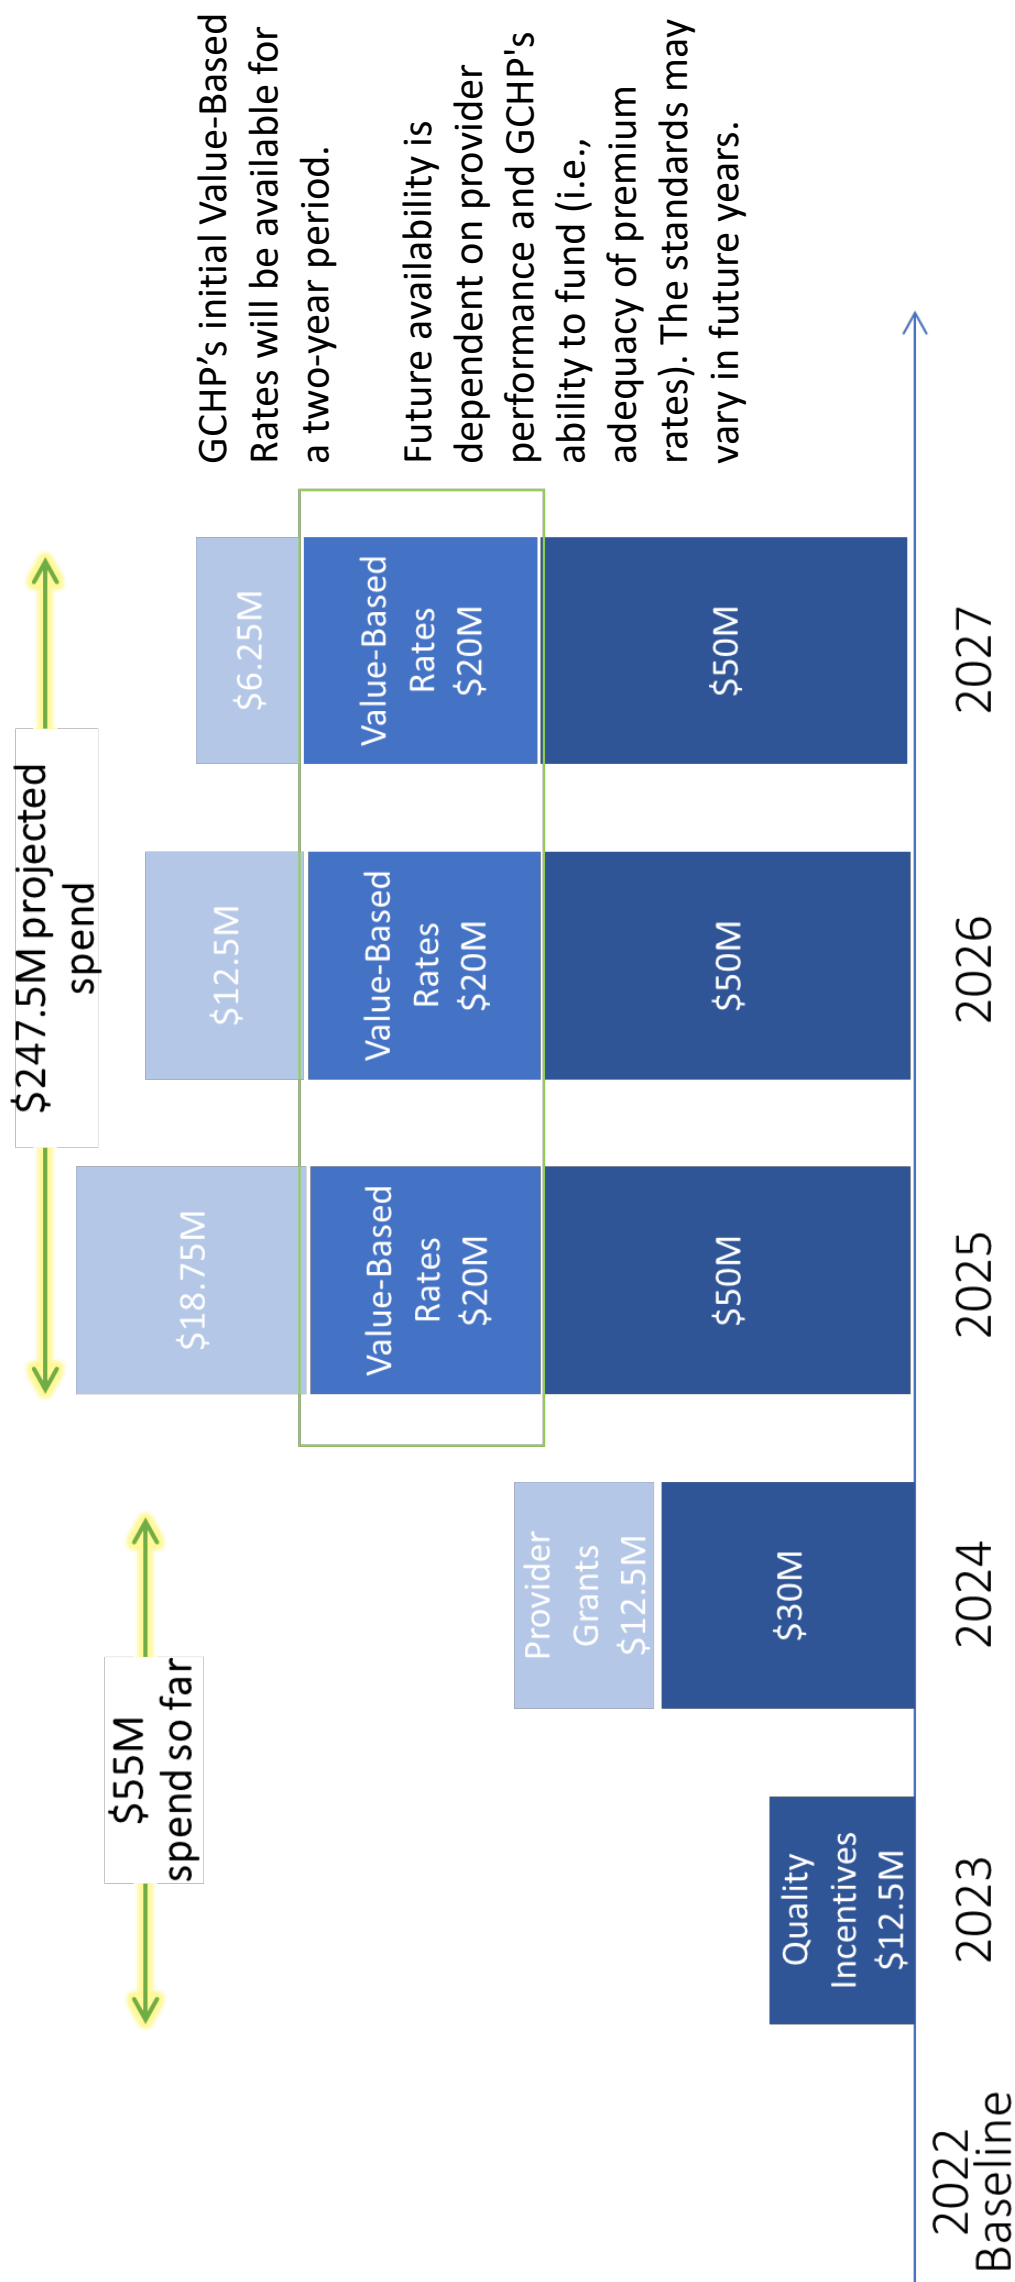 $247.5M projected
spend
$55M
spend so far
GCHP’s initial Value-Based
Rates will be available for
a two-year period.
Future availability is
dependent on provider
performance and GCHP's
ability to fund (i.e.,
adequacy of premium
rates). The standards may
vary in future years.
Quality
Incentives
$12.5M
Provider
Grants
$12.5M
$30M
$18.75M
Value-Based
Rates
$20M
$50M
$12.5M
Value-Based
Rates
$20M
$50M
$6.25M
Value-Based
Rates
$20M
$50M
2022
Baseline
2023
2024
2025
2026
2027